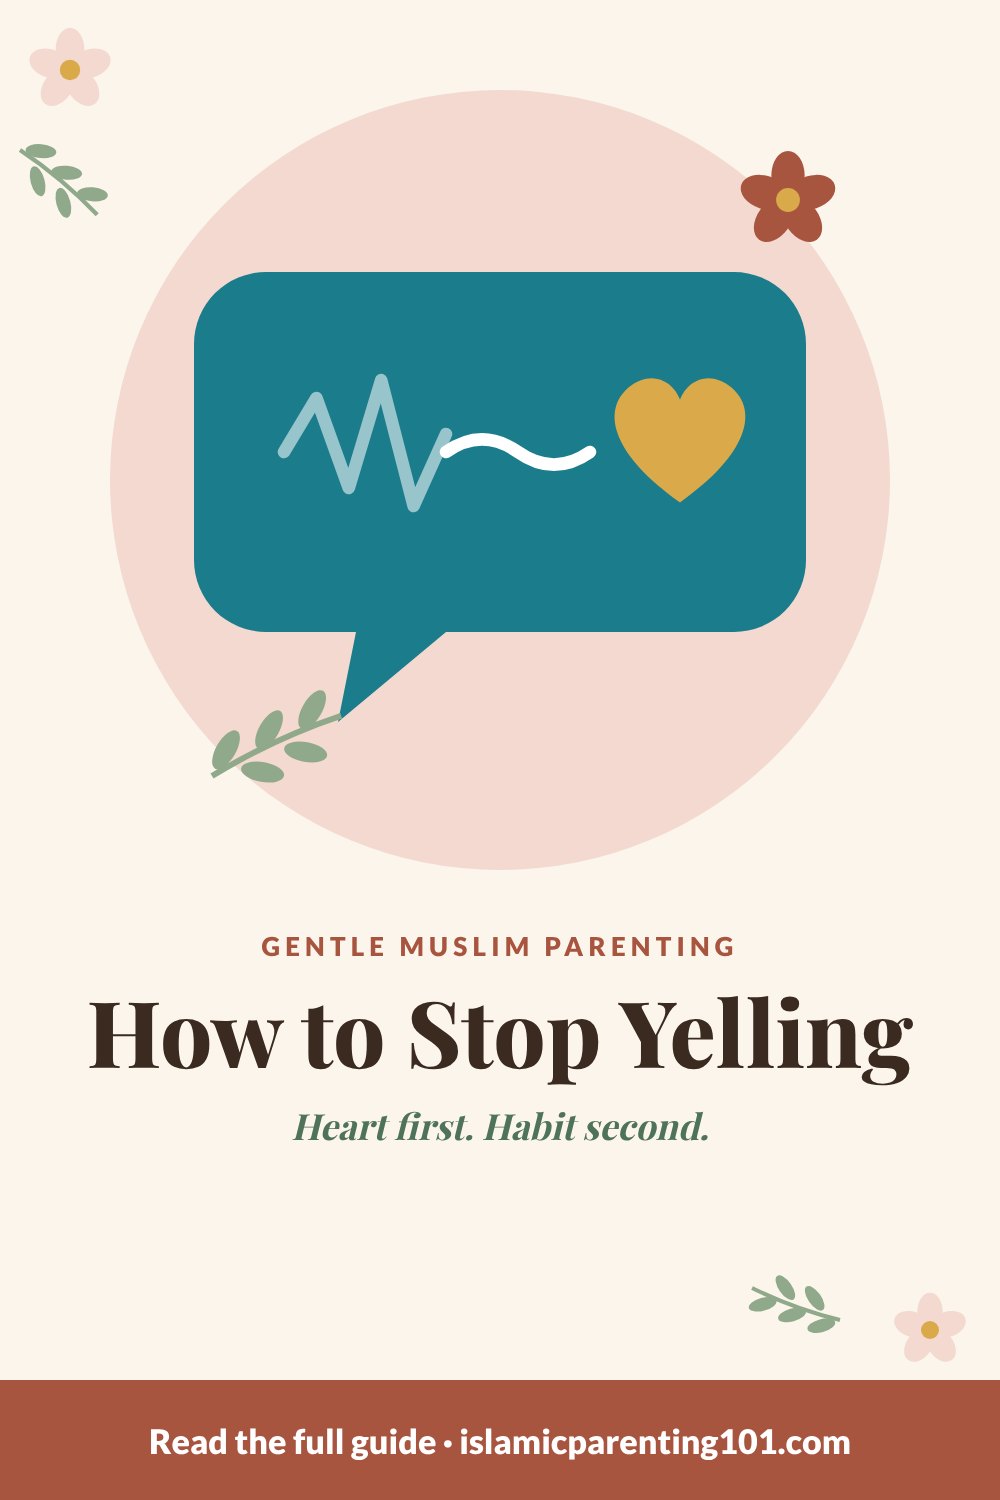 GENTLE MUSLIM PARENTING
How to Stop Yelling
Heart first. Habit second.
Read the full guide · islamicparenting101.com